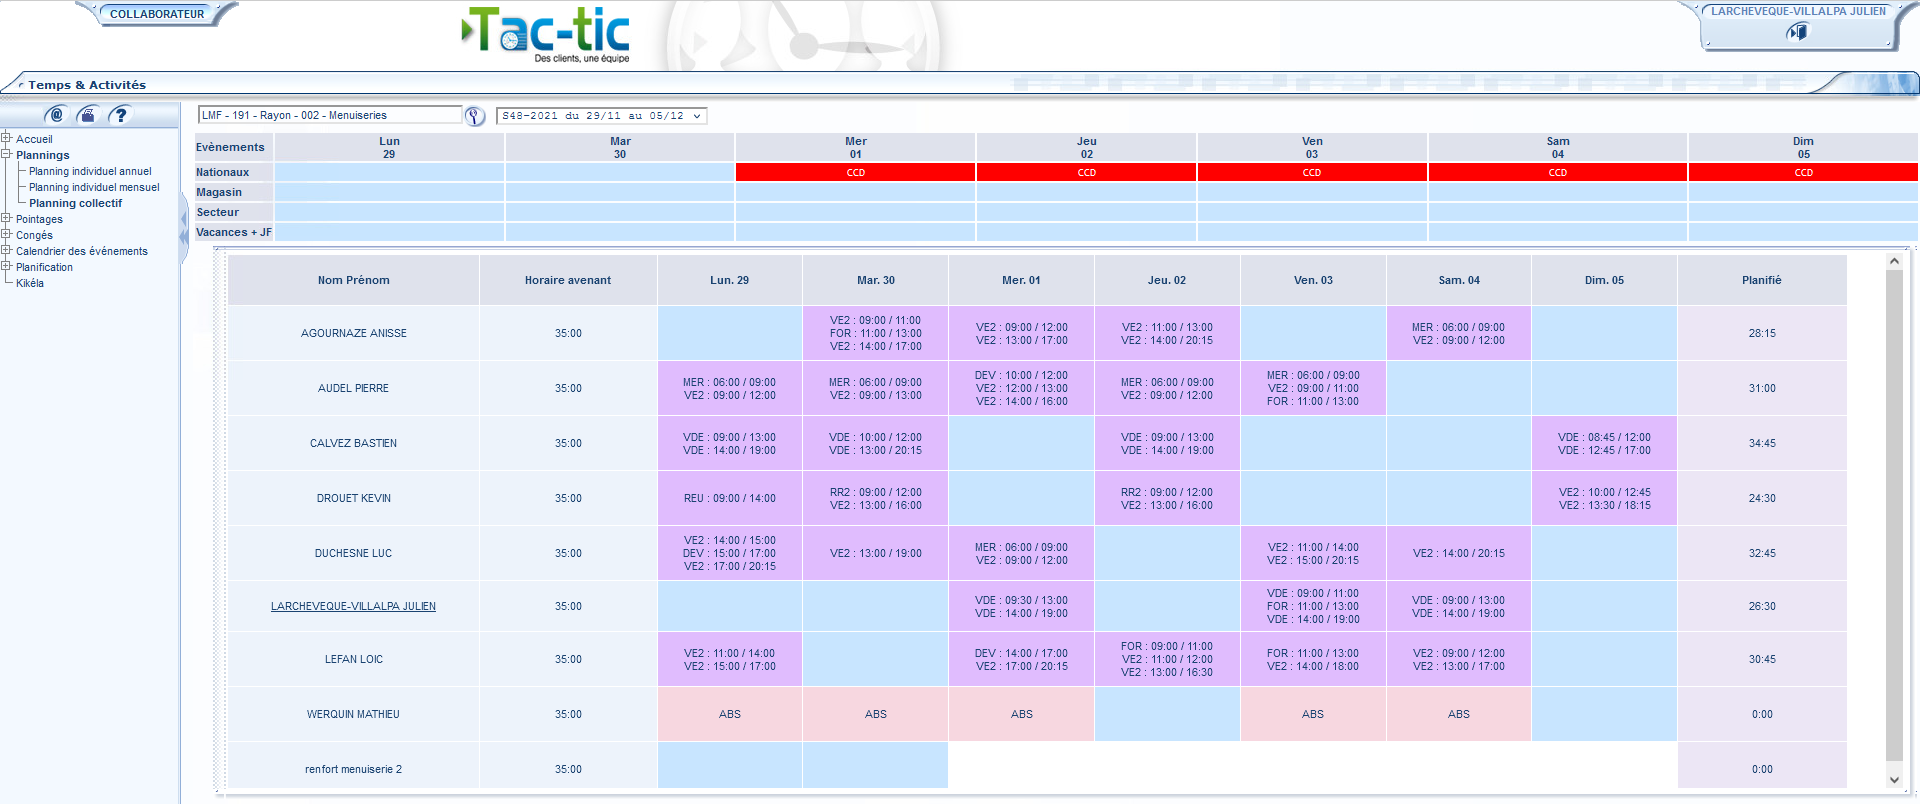 COLLABORATEUR
Tac-tic
Des clients, une équipe
LARCHEVEQUE-VILLALPA JULIEN
Temps & Activités
@ ?
Accueil
Plannings
Planning individuel annuel
Planning individuel mensuel
Planning collectif
Pointages
Congés
Calendrier des événements
Planification
Kikéla
LMF - 191 - Rayon - 002 - Menuiseries
S48-2021 du 29/11 au 05/12
Evènements Lun 29 Mar 30 Mer 01 Jeu 02 Ven 03 Sam 04 Dim 05
Nationaux CCD CCD CCD CCD CCD
Magasin
Secteur
Vacances + JF
Nom Prénom Horaire avenant Lun. 29 Mar. 30 Mer. 01 Jeu. 02 Ven. 03 Sam. 04 Dim. 05 Planifié
AGOURNAZE ANISSE 35:00
VE2 : 09:00 / 11:00
FOR : 11:00 / 13:00
VE2 : 14:00 / 17:00
VE2 : 09:00 / 12:00
VE2 : 13:00 / 17:00
VE2 : 11:00 / 13:00
VE2 : 14:00 / 20:15
MER : 06:00 / 09:00
VE2 : 09:00 / 12:00
28:15
AUDEL PIERRE 35:00
MER : 06:00 / 09:00
VE2 : 09:00 / 12:00
MER : 06:00 / 09:00
VE2 : 09:00 / 13:00
DEV : 10:00 / 12:00
VE2 : 12:00 / 13:00
VE2 : 14:00 / 16:00
MER : 06:00 / 09:00
VE2 : 09:00 / 12:00
MER : 06:00 / 09:00
VE2 : 09:00 / 11:00
FOR : 11:00 / 13:00
31:00
CALVEZ BASTIEN 35:00
VDE : 09:00 / 13:00
VDE : 14:00 / 19:00
VDE : 10:00 / 12:00
VDE : 13:00 / 20:15
VDE : 09:00 / 13:00
VDE : 14:00 / 19:00
VDE : 08:45 / 12:00
VDE : 12:45 / 17:00
34:45
DROUET KEVIN 35:00
REU : 09:00 / 14:00
RR2 : 09:00 / 12:00
VE2 : 13:00 / 16:00
RR2 : 09:00 / 12:00
VE2 : 13:00 / 16:00
VE2 : 10:00 / 12:45
VE2 : 13:30 / 18:15
24:30
DUCHESNE LUC 35:00
VE2 : 14:00 / 15:00
DEV : 15:00 / 17:00
VE2 : 17:00 / 20:15
VE2 : 13:00 / 19:00
MER : 06:00 / 09:00
VE2 : 09:00 / 12:00
VE2 : 11:00 / 14:00
VE2 : 15:00 / 20:15
VE2 : 14:00 / 20:15
32:45
LARCHEVEQUE-VILLALPA JULIEN 35:00
VDE : 09:30 / 13:00
VDE : 14:00 / 19:00
VDE : 09:00 / 11:00
FOR : 11:00 / 13:00
VDE : 14:00 / 19:00
VDE : 09:00 / 13:00
VDE : 14:00 / 19:00
26:30
LEFAN LOIC 35:00
VE2 : 11:00 / 14:00
VE2 : 15:00 / 17:00
DEV : 14:00 / 17:00
VE2 : 17:00 / 20:15
FOR : 09:00 / 11:00
VE2 : 11:00 / 12:00
VE2 : 13:00 / 16:30
FOR : 11:00 / 13:00
VE2 : 14:00 / 18:00
VE2 : 09:00 / 12:00
VE2 : 13:00 / 17:00
30:45
WERQUIN MATHIEU 35:00 ABS ABS ABS ABS ABS 0:00
renfort menuiserie 2 35:00 0:00